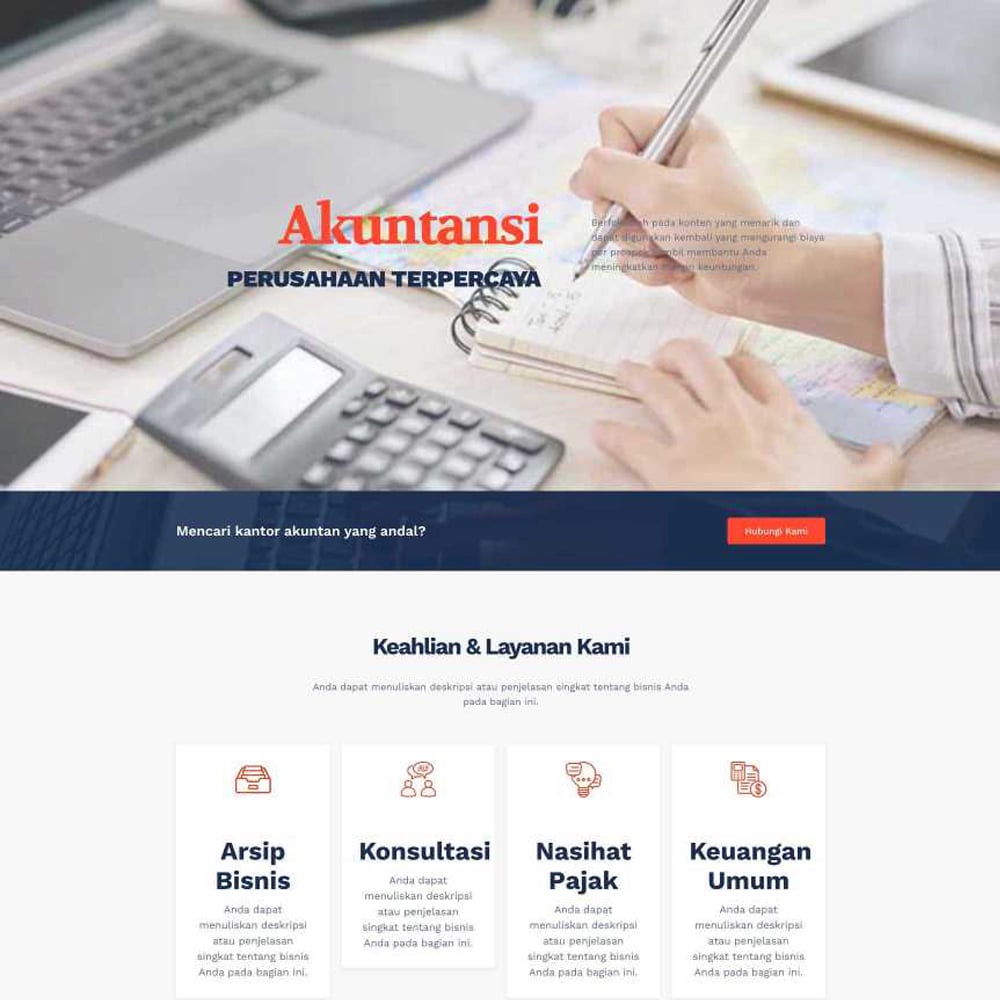 Akuntansi
PERUSAHAAN TERPERCAYA
pada konten yang menarik dan
dapat digunakan kembali yang mengurangi biaya
per prospek sambil membantu Anda
meningkatkan margin keuntungan.
Mencari kantor akuntan yang andal?
Hubungi Kami
Keahlian & Layanan Kami
Anda dapat menuliskan deskripsi atau penjelasan singkat tentang bisnis Anda
pada bagian ini.
Arsip
Bisnis
Anda dapat
menuliskan deskripsi
atau penjelasan
singkat tentang bisnis
Anda pada bagian ini.
Konsultasi
Anda dapat
menuliskan deskripsi
atau penjelasan
singkat tentang bisnis
Anda pada bagian ini.
Nasihat
Pajak
Anda dapat
menuliskan deskripsi
atau penjelasan
singkat tentang bisnis
Anda pada bagian ini.
Keuangan
Umum
Anda dapat
menuliskan deskripsi
atau penjelasan
singkat tentang bisnis
Anda pada bagian ini.